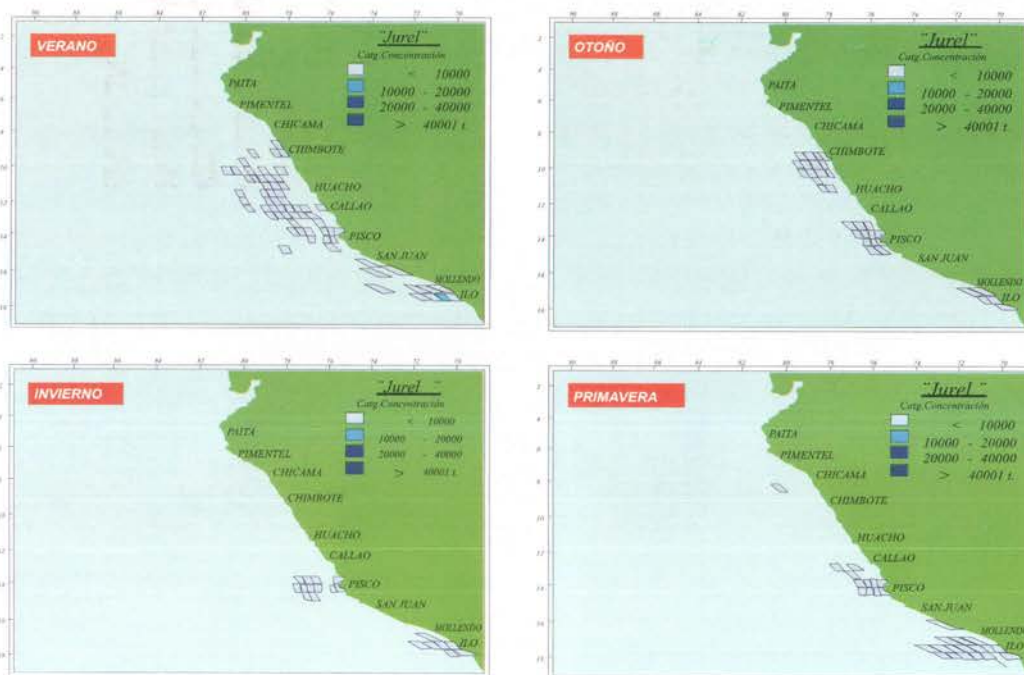 VERANO
"Jurel"
Catg.Concentración
< 10000
10000 - 20000
20000 - 40000
> 40001 t.
PAITA
PIMENTEL
CHICAMA
CHIMBOTE
HUACHO
CALLAO
PISCO
SAN JUAN
MOLLENDO
ILO
OTOÑO
"Jurel"
Catg.Concentración
< 10000
10000 - 20000
20000 - 40000
> 40001 t.
PAITA
PIMENTEL
CHICAMA
CHIMBOTE
HUACHO
CALLAO
PISCO
SAN JUAN
MOLLENDO
ILO
INVIERNO
"Jurel"
Catg.Concentración
< 10000
10000 - 20000
20000 - 40000
> 40001 t.
PAITA
PIMENTEL
CHICAMA
CHIMBOTE
HUACHO
CALLAO
PISCO
SAN JUAN
MOLLENDO
ILO
PRIMAVERA
"Jurel"
Catg.Concentración
< 10000
10000 - 20000
20000 - 40000
> 40001 t.
PAITA
PIMENTEL
CHICAMA
CHIMBOTE
HUACHO
CALLAO
PISCO
SAN JUAN
MOLLENDO
ILO